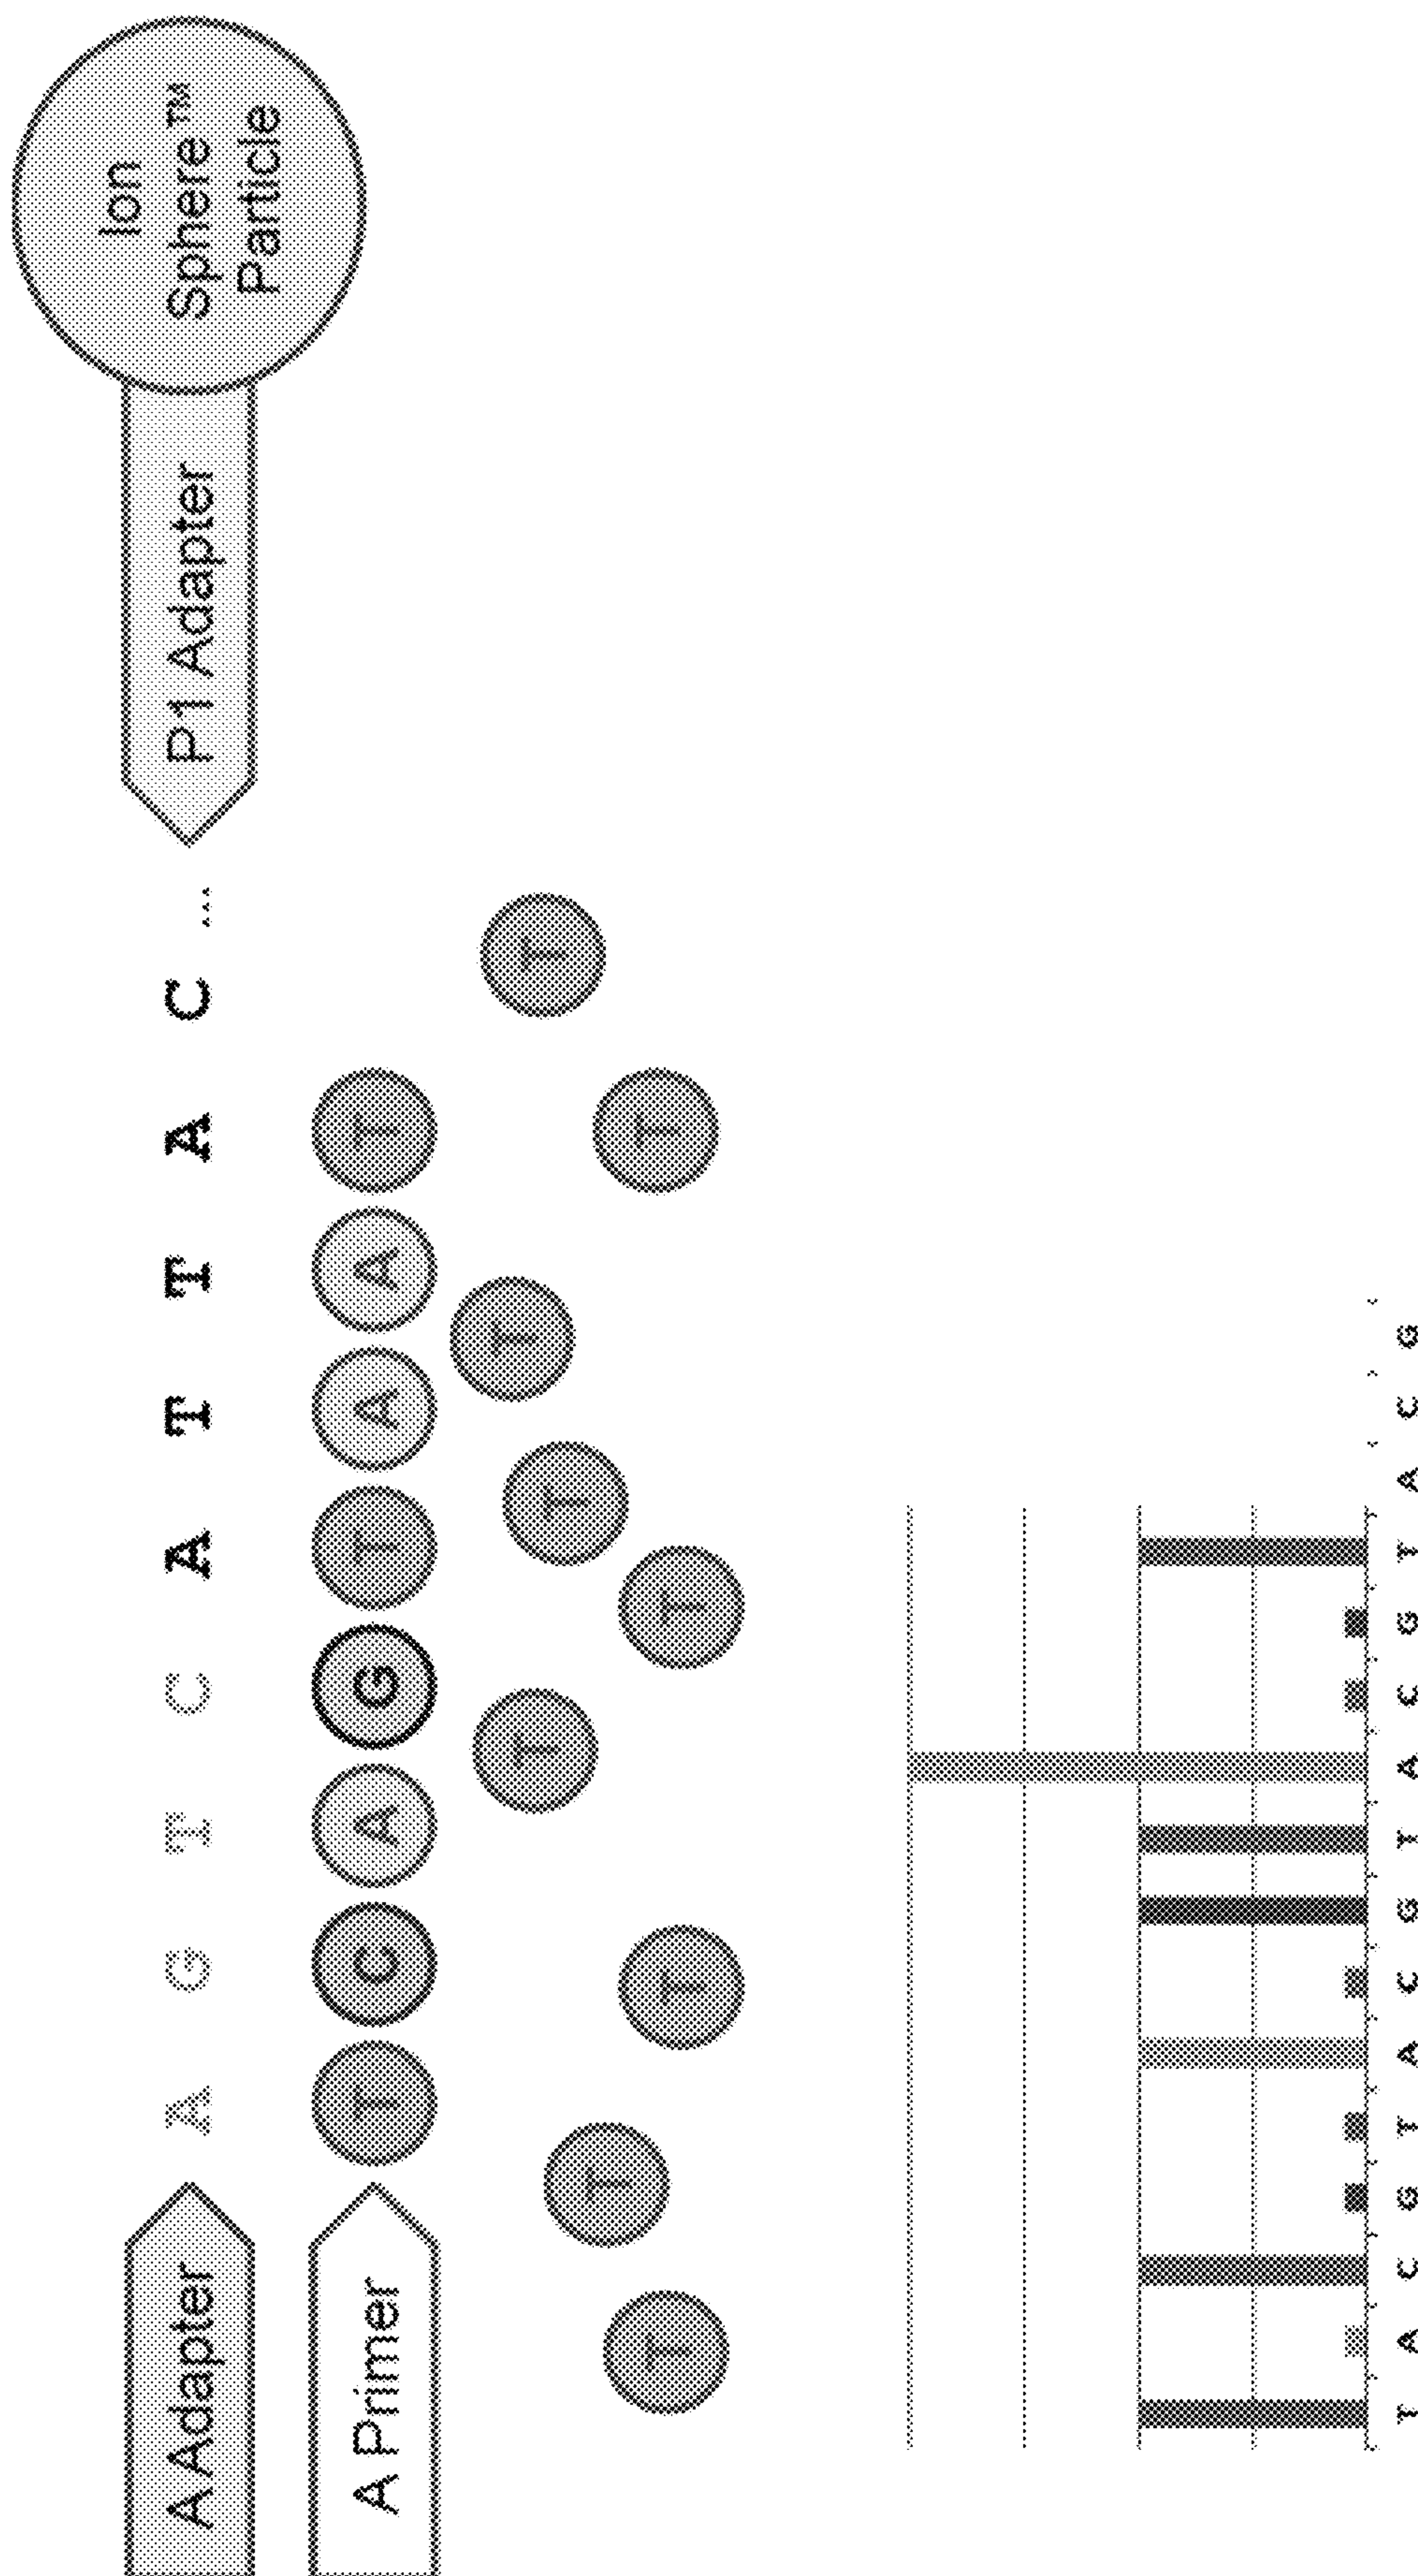 A Adapter A G T C A T T A C ... P1 Adapter
Ion
Sphere™
Particle
A Primer T C A G T A A T
T T T T T
T T T T
T A C G T A C G T A C G T A C G